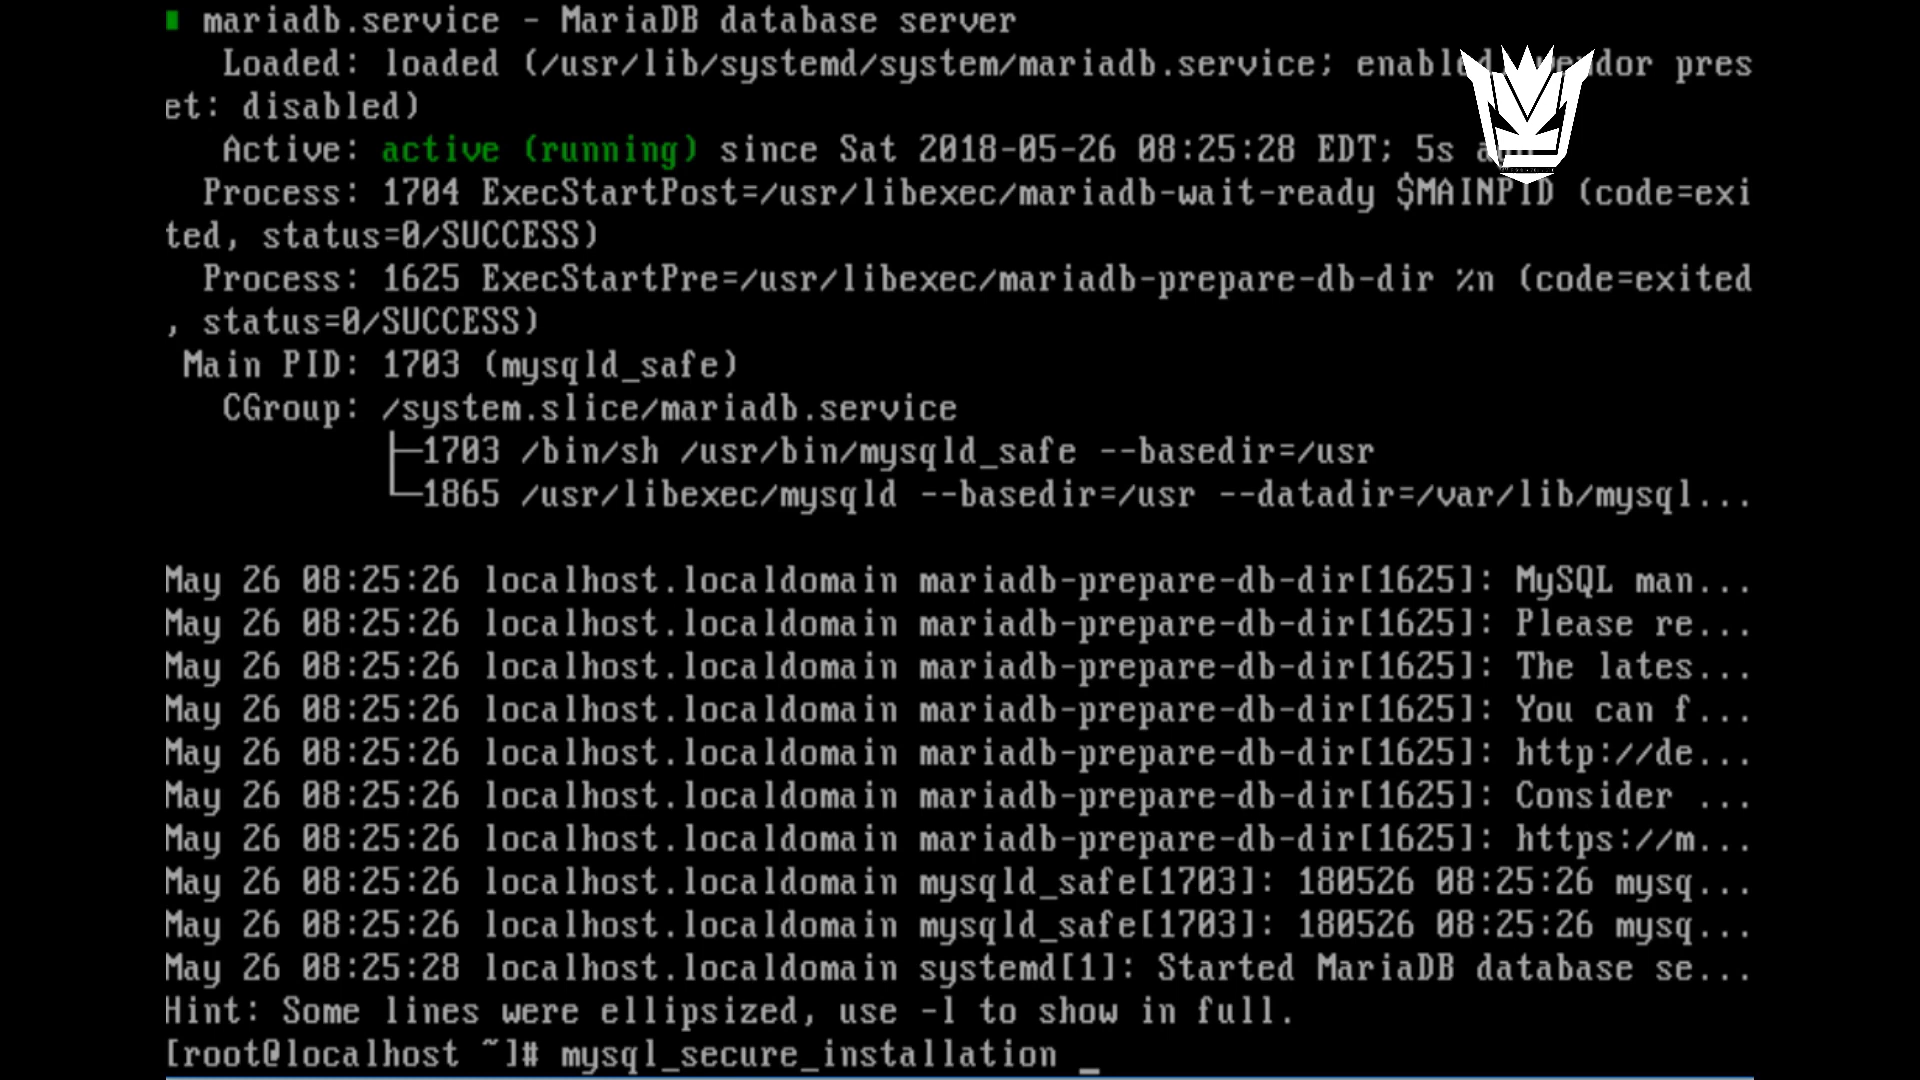 mariadb.service - MariaDB database server
Loaded: loaded (/usr/lib/systemd/system/mariadb.service; enabled; vendor pres
et: disabled)
Active: active (running) since Sat 2018-05-26 08:25:28 EDT; 5s ago
Process: 1704 ExecStartPost=/usr/libexec/mariadb-wait-ready $MAINPID (code=exi
ted, status=0/SUCCESS)
Process: 1625 ExecStartPre=/usr/libexec/mariadb-prepare-db-dir %n (code=exited
, status=0/SUCCESS)
Main PID: 1703 (mysqld_safe)
CGroup: /system.slice/mariadb.service
├─1703 /bin/sh /usr/bin/mysqld_safe --basedir=/usr
└─1865 /usr/libexec/mysqld --basedir=/usr --datadir=/var/lib/mysql...
May 26 08:25:26 localhost.localdomain mariadb-prepare-db-dir[1625]: MySQL man...
May 26 08:25:26 localhost.localdomain mariadb-prepare-db-dir[1625]: Please re...
May 26 08:25:26 localhost.localdomain mariadb-prepare-db-dir[1625]: The lates...
May 26 08:25:26 localhost.localdomain mariadb-prepare-db-dir[1625]: You can f...
May 26 08:25:26 localhost.localdomain mariadb-prepare-db-dir[1625]: http://de...
May 26 08:25:26 localhost.localdomain mariadb-prepare-db-dir[1625]: Consider ...
May 26 08:25:26 localhost.localdomain mariadb-prepare-db-dir[1625]: https://m...
May 26 08:25:26 localhost.localdomain mysqld_safe[1703]: 180526 08:25:26 mysq...
May 26 08:25:26 localhost.localdomain mysqld_safe[1703]: 180526 08:25:26 mysq...
May 26 08:25:28 localhost.localdomain systemd[1]: Started MariaDB database se...
Hint: Some lines were ellipsized, use -l to show in full.
[root@localhost ~]# mysql_secure_installation _